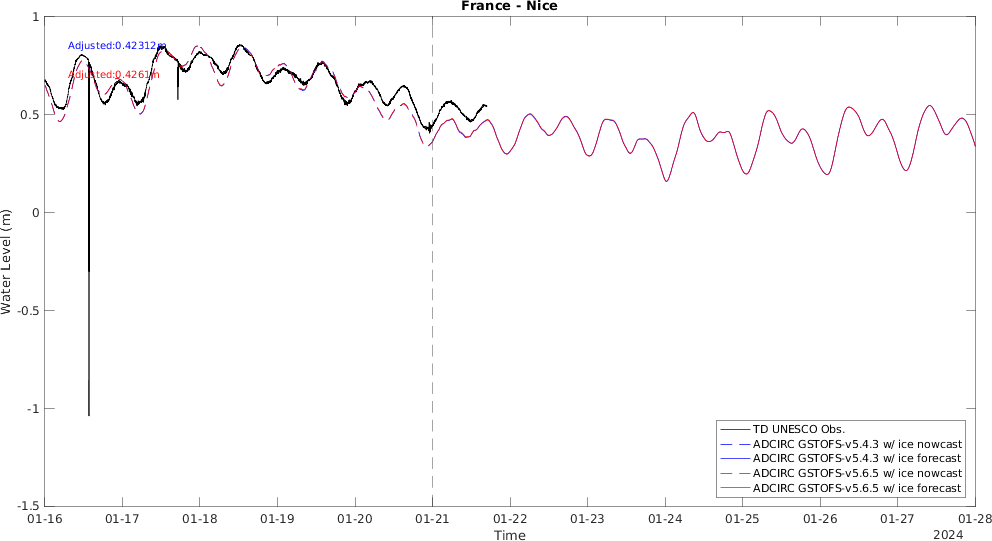 France - Nice
Adjusted:0.42312m
Adjusted:0.4261m
Water Level (m)
1
0.5
0
-0.5
-1
-1.5
01-16 01-17 01-18 01-19 01-20 01-21 01-22 01-23 01-24 01-25 01-26 01-27 01-28
Time
2024
TD UNESCO Obs.
ADCIRC GSTOFS-v5.4.3 w/ ice nowcast
ADCIRC GSTOFS-v5.4.3 w/ ice forecast
ADCIRC GSTOFS-v5.6.5 w/ ice nowcast
ADCIRC GSTOFS-v5.6.5 w/ ice forecast